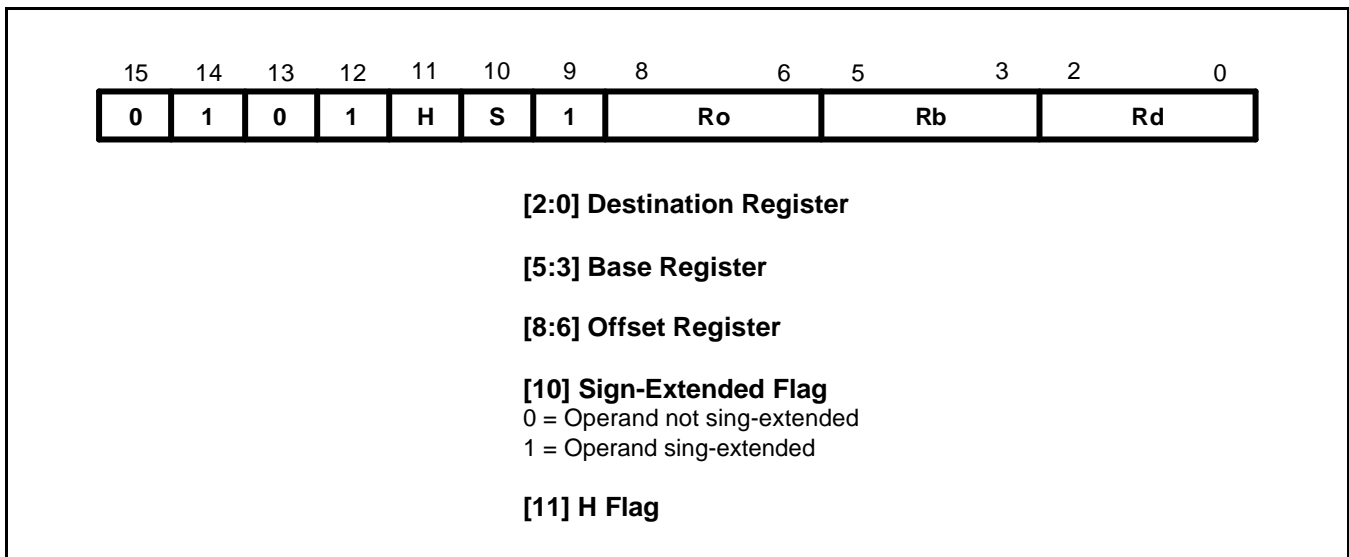 15 14 13 12 11 10 9 8 6 5 3 2 0
0 1 0 1 H S 1 Ro Rb Rd
[2:0] Destination Register
[5:3] Base Register
[8:6] Offset Register
[10] Sign-Extended Flag
0 = Operand not sing-extended
1 = Operand sing-extended
[11] H Flag